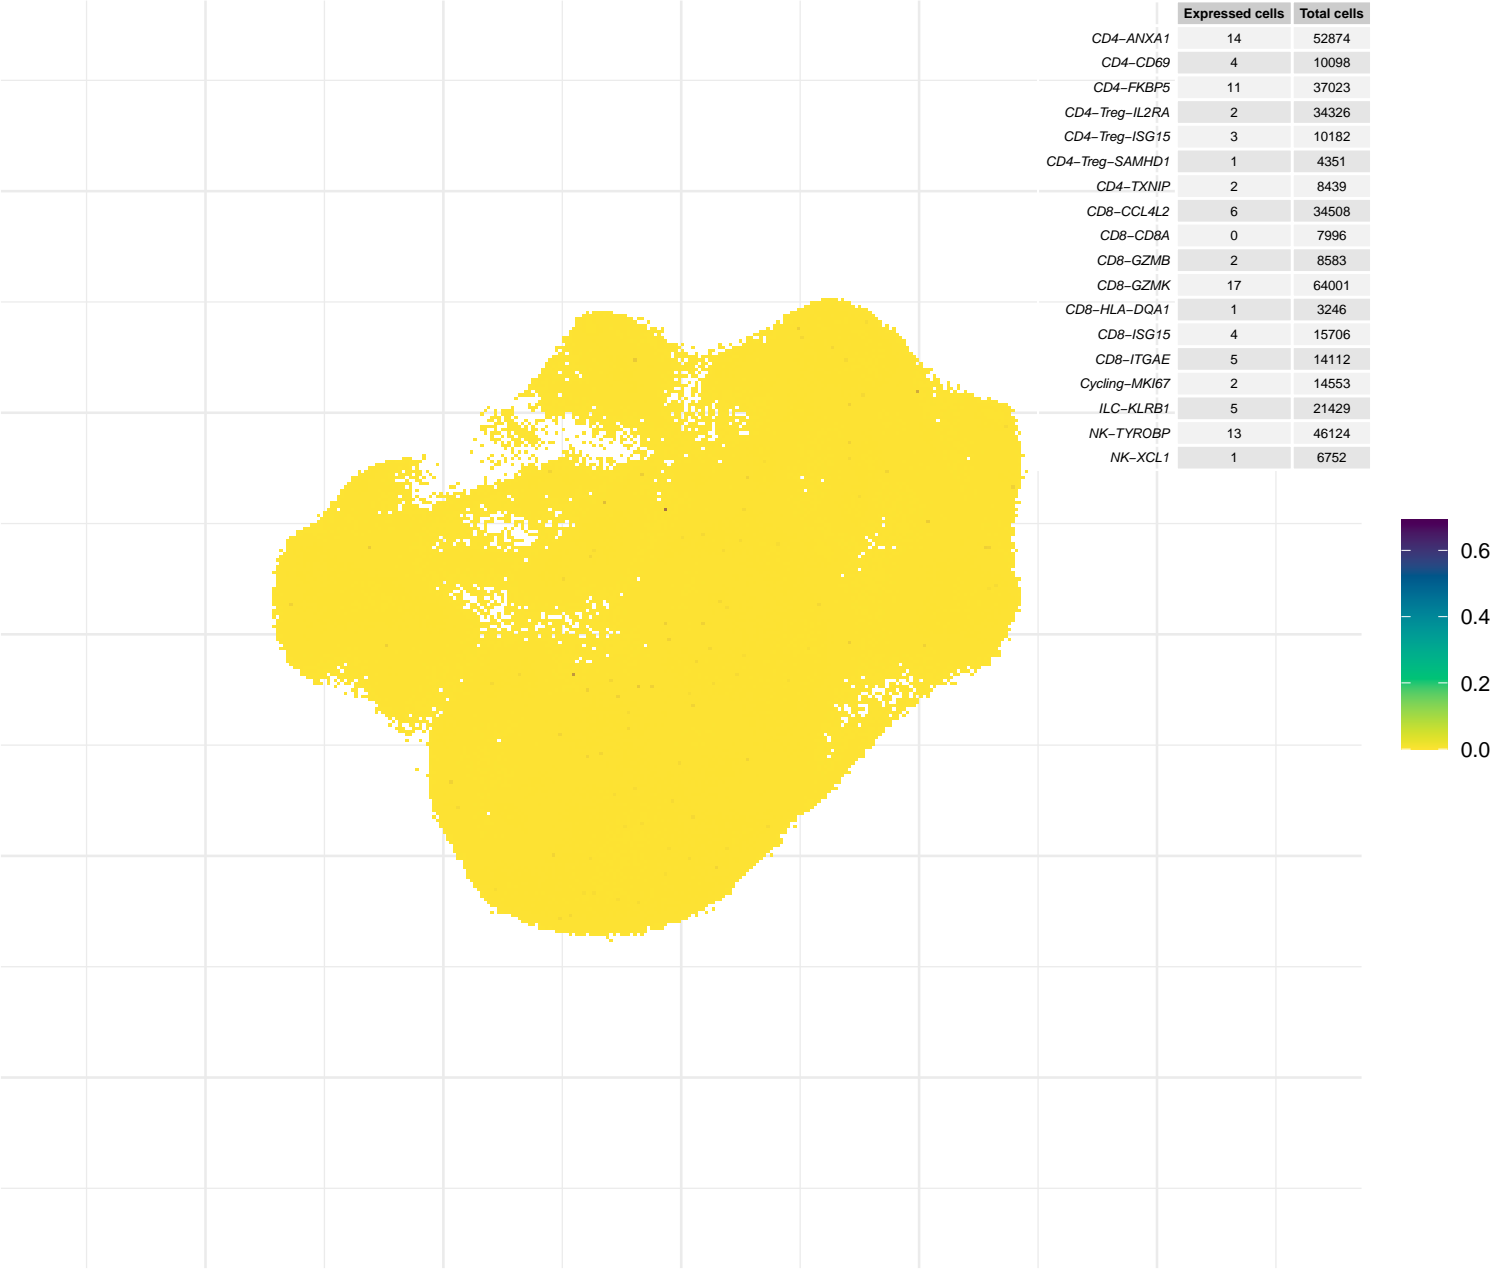 Expressed cells Total cells
CD4−ANXA1 14 52874
CD4−CD69 4 10098
CD4−FKBP5 11 37023
CD4−Treg−IL2RA 2 34326
CD4−Treg−ISG15 3 10182
CD4−Treg−SAMHD1 1 4351
CD4−TXNIP 2 8439
CD8−CCL4L2 6 34508
CD8−CD8A 0 7996
CD8−GZMB 2 8583
CD8−GZMK 17 64001
CD8−HLA−DQA1 1 3246
CD8−ISG15 4 15706
CD8−ITGAE 5 14112
Cycling−MKI67 2 14553
ILC−KLRB1 5 21429
NK−TYROBP 13 46124
NK−XCL1 1 6752
0.6
0.4
0.2
0.0